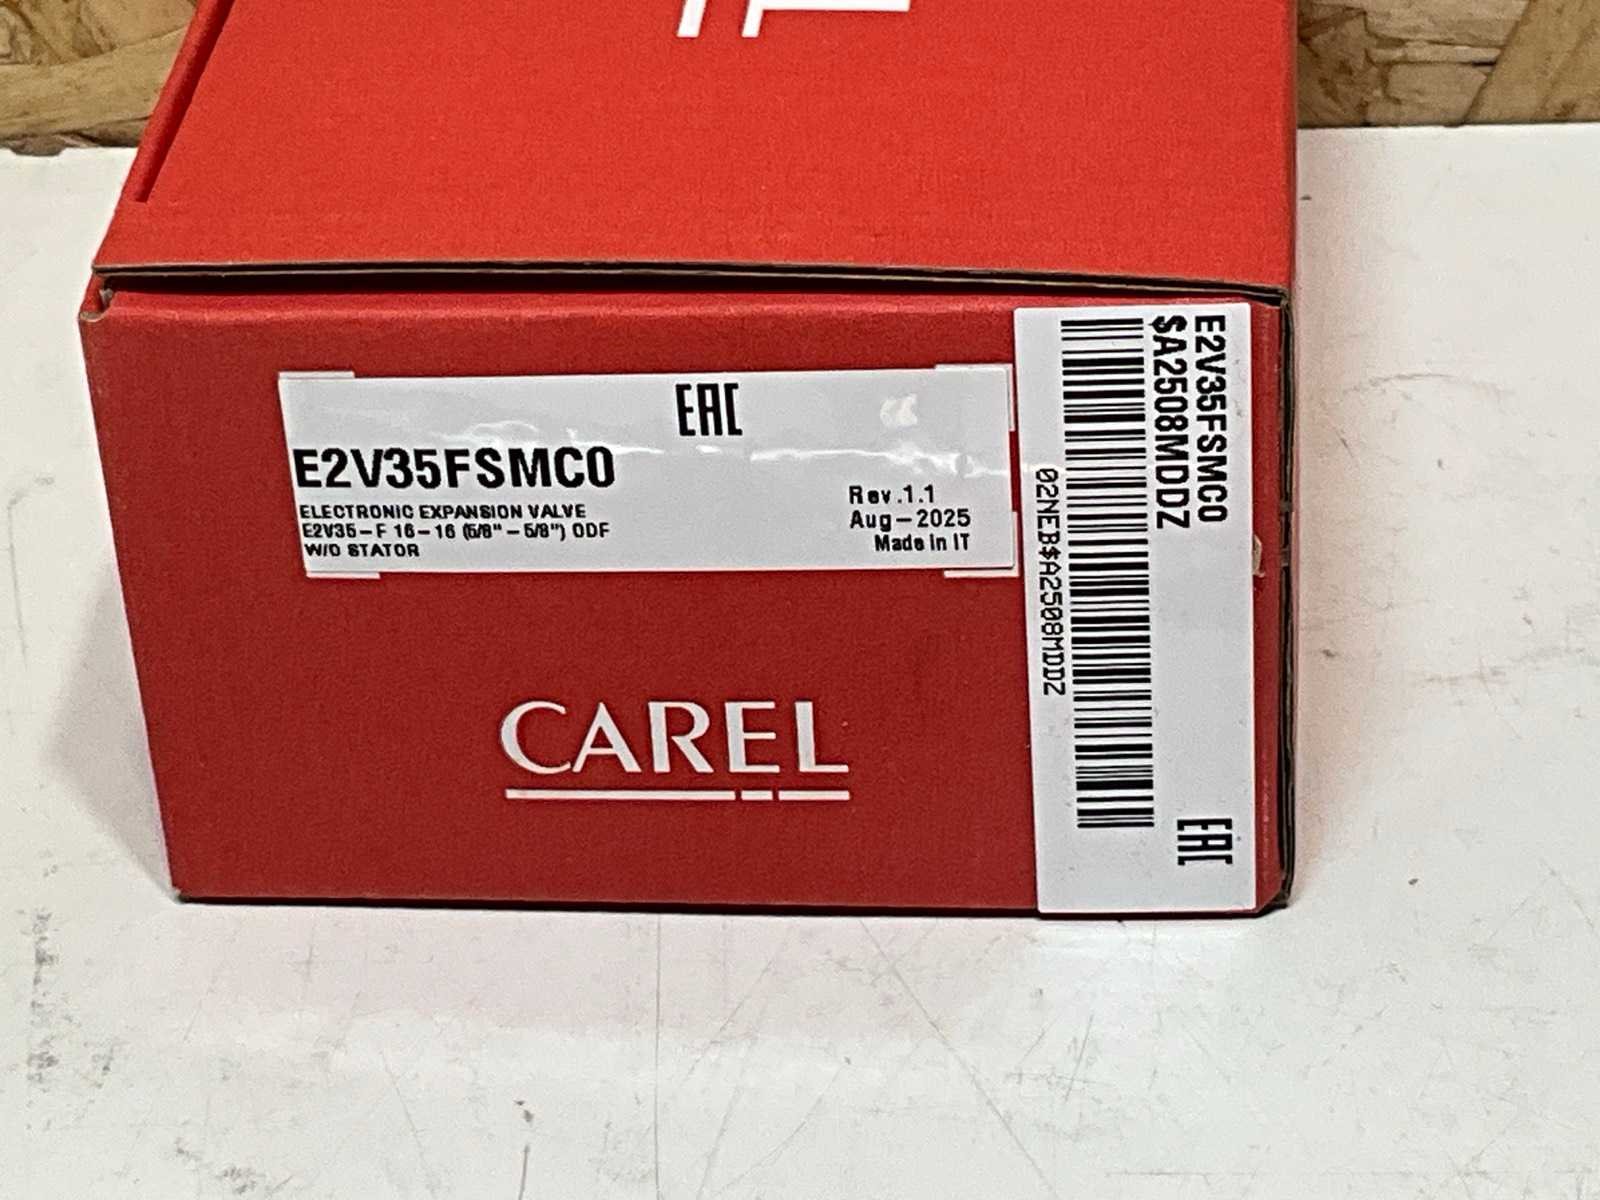 EAC
E2V35FSMC0
ELECTRONIC EXPANSION VALVE
E2V35-F 16-16 (5/8"-5/8") ODF
W/O STATOR
Rev.1.1
Aug-2025
Made in IT
CAREL
E2V35FSMC0
$A2508MDDZ
02NEB$A2508MDDZ
EAC